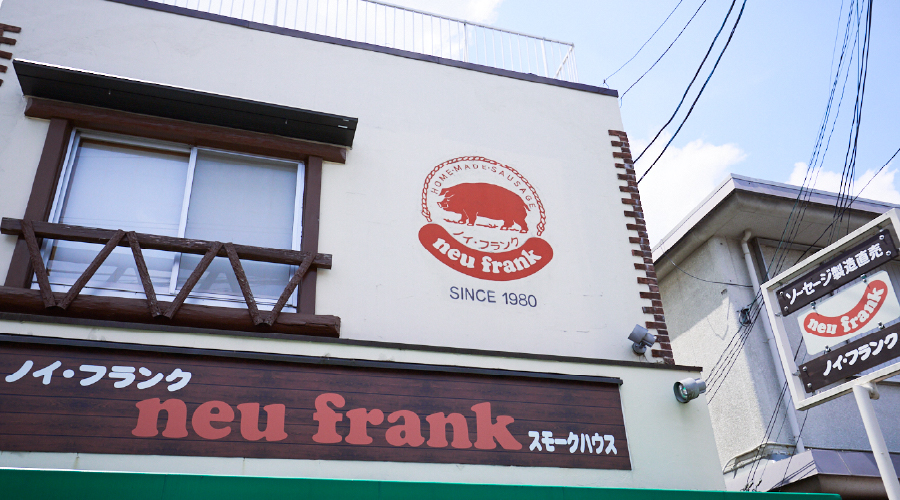 HOMEMADE·SAUSAGE
ノイ・フランク
neu frank
SINCE 1980
ノイ・フランク
neu frank
スモークハウス
ソーセージ製造直売
neu frank
ノイ・フランク